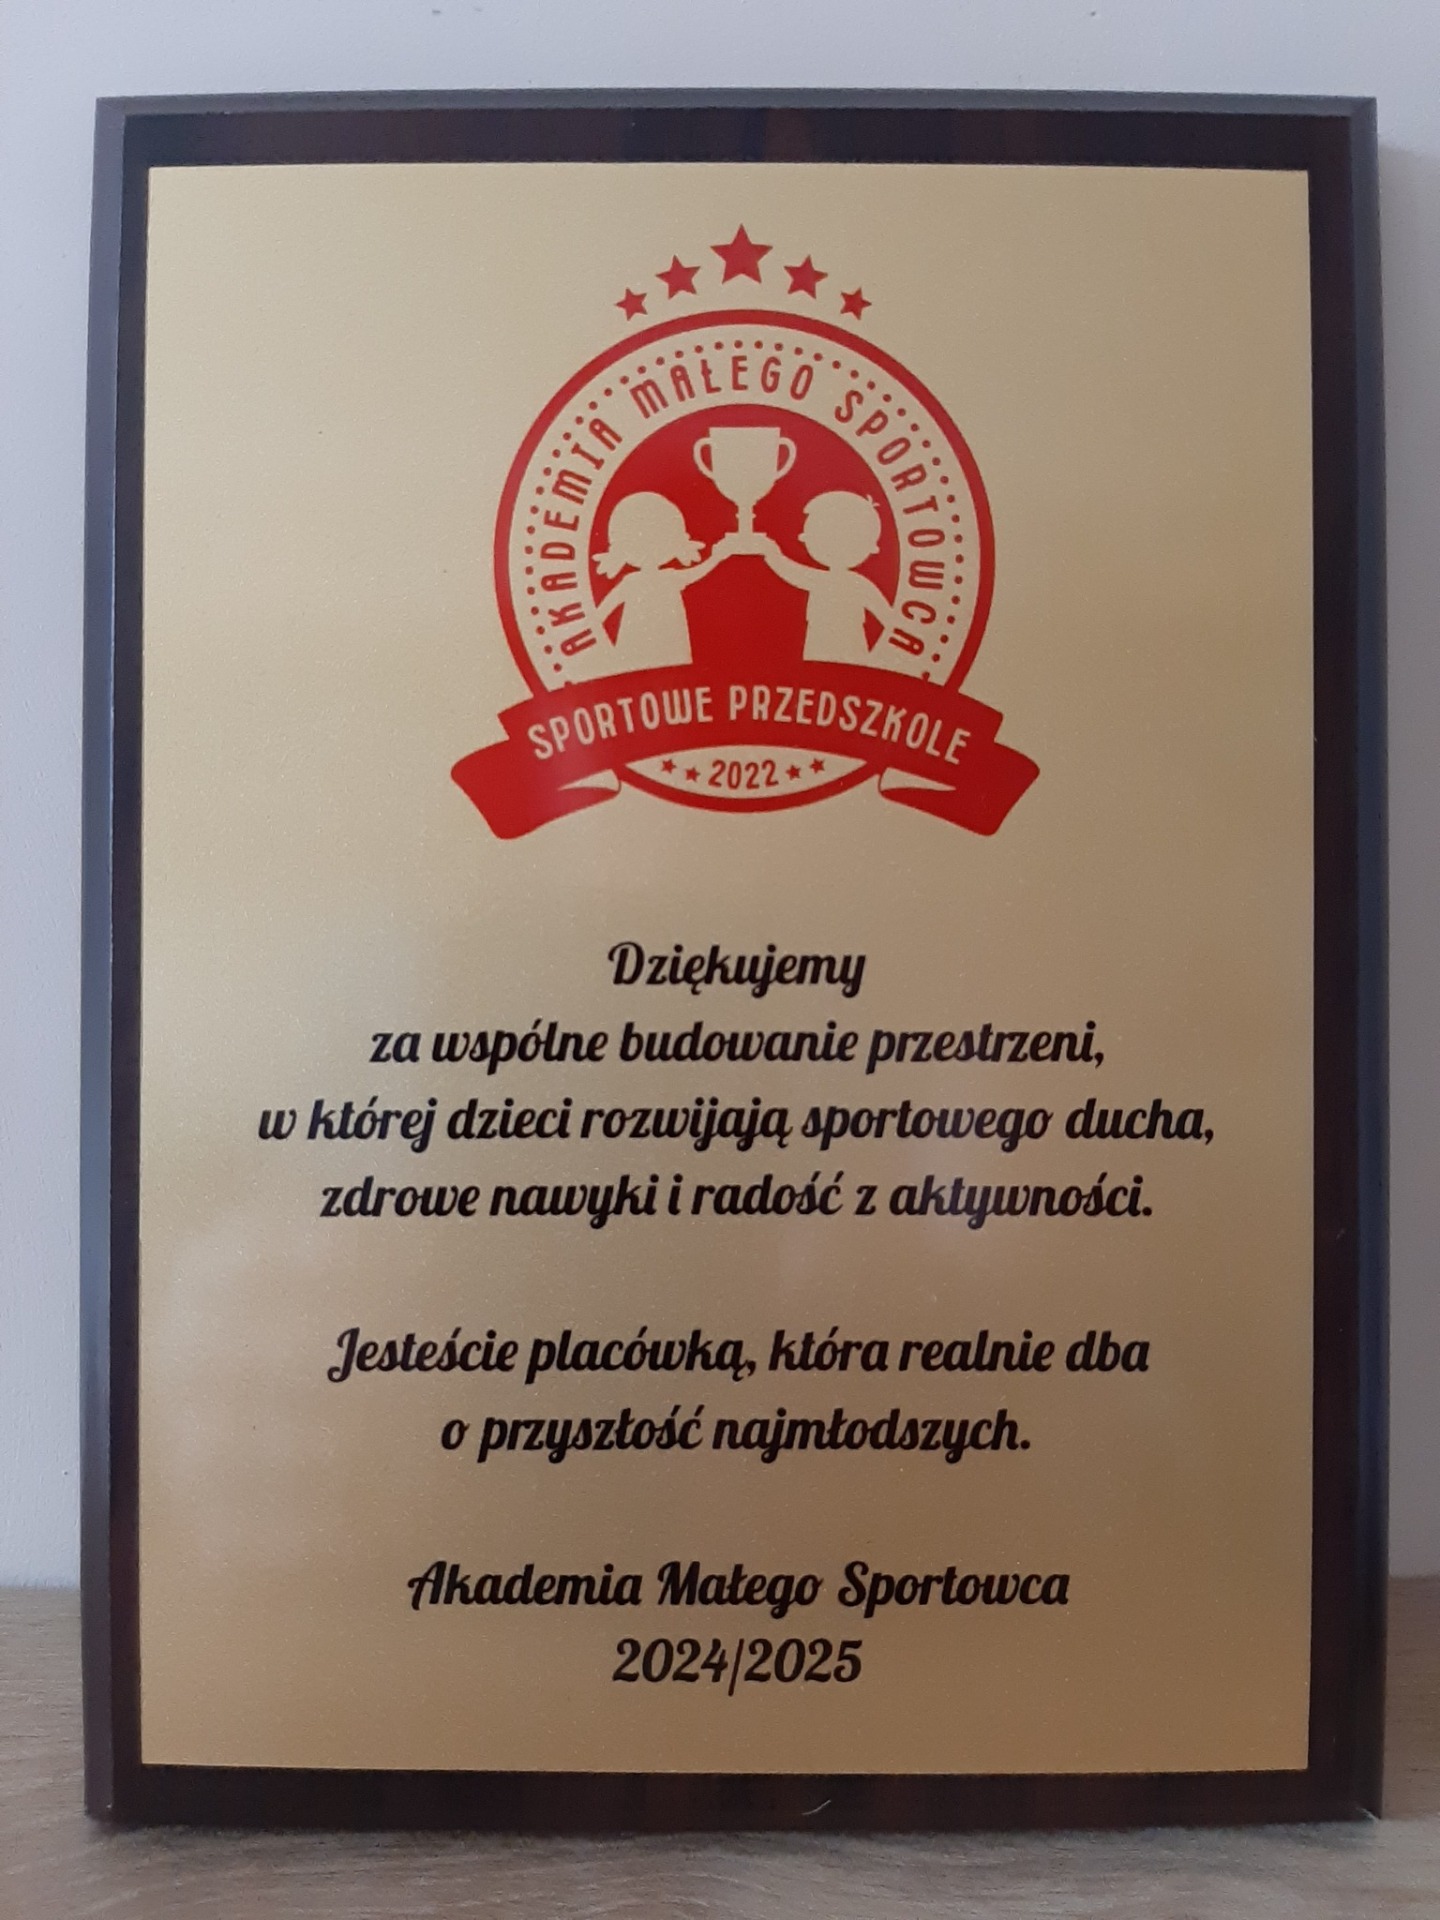 AKADEMIA MAŁEGO SPORTOWCA
SPORTOWE PRZEDSZKOLE
2022
Dziękujemy
za wspólne budowanie przestrzeni,
w której dzieci rozwijają sportowego ducha,
zdrowe nawyki i radość z aktywności.
Jesteście placówką, która realnie dba
o przyszłość najmłodszych.
Akademia Małego Sportowca
2024/2025